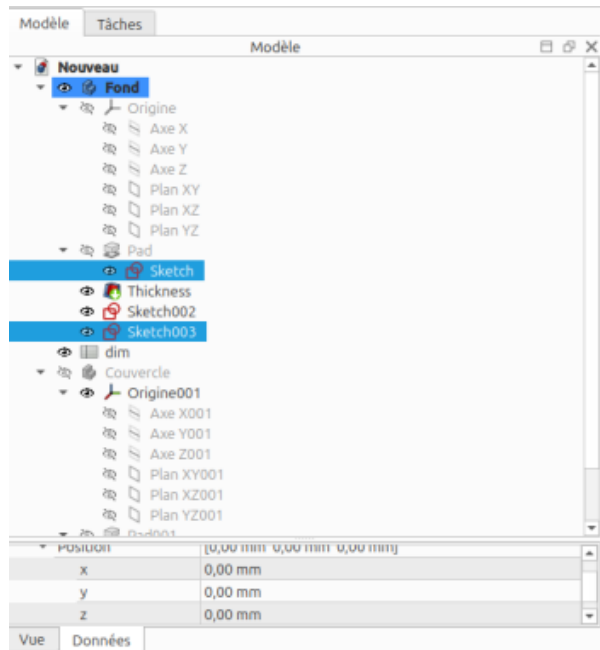 Modèle Tâches
Modèle
Nouveau
Fond
Origine
Axe X
Axe Y
Axe Z
Plan XY
Plan XZ
Plan YZ
Pad
Sketch
Thickness
Sketch002
Sketch003
dim
Couvercle
Origine001
Axe X001
Axe Y001
Axe Z001
Plan XY001
Plan XZ001
Plan YZ001
Pad001
Position [0,00 mm 0,00 mm 0,00 mm]
x 0,00 mm
y 0,00 mm
z 0,00 mm
Vue Données